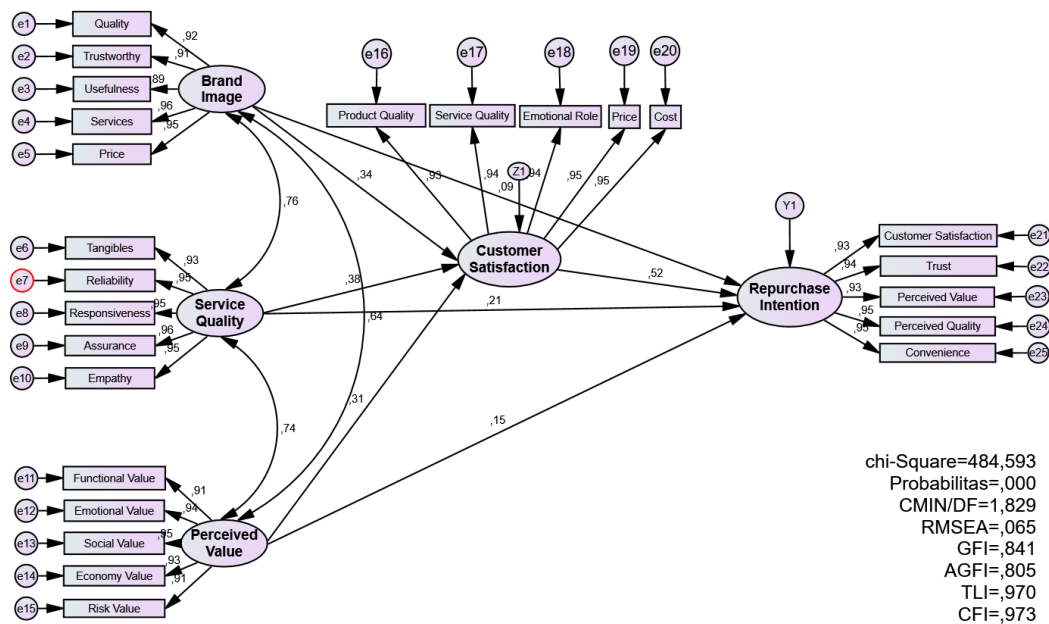 e1
Quality
,92
e2
Trustworthy
,91
e3
Usefulness
,89
e4
Services
,96
e5
Price
,95
Brand
Image
e16
e17
e18
e19
e20
Product Quality
Service Quality
Emotional Role
Price
Cost
,93
,94
Z1
,94
,95
,95
,34
,09
,76
Customer
Satisfaction
Y1
e6
Tangibles
,93
e7
Reliability
,95
e8
Responsiveness
,95
e9
Assurance
,96
e10
Empathy
,95
Service
Quality
,38
,64
,21
,52
Repurchase
Intention
,93
Customer Satisfaction
e21
,94
Trust
e22
,93
Perceived Value
e23
,95
Perceived Quality
e24
,95
Convenience
e25
,31
,74
,15
e11
Functional Value
,91
e12
Emotional Value
,94
e13
Social Value
,95
e14
Economy Value
,93
e15
Risk Value
,91
Perceived
Value
chi-Square=484,593
Probabilitas=,000
CMIN/DF=1,829
RMSEA=,065
GFI=,841
AGFI=,805
TLI=,970
CFI=,973